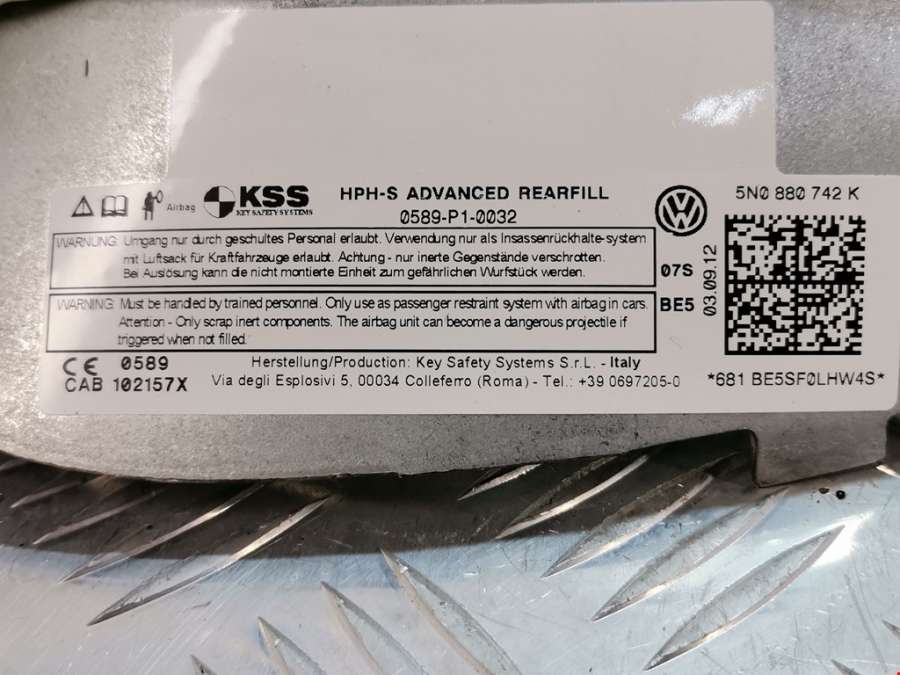 Airbag
KSS
KEY SAFETY SYSTEMS
HPH-S ADVANCED REARFILL
0589-P1-0032
5N0 880 742 K
WARNUNG: Umgang nur durch geschultes Personal erlaubt. Verwendung nur als Insassenrückhalte-system
mit Luftsack für Kraftfahrzeuge erlaubt. Achtung - nur inerte Gegenstände verschrotten.
Bei Auslösung kann die nicht montierte Einheit zum gefährlichen Wurfstück werden.
07S
03.09.12
WARNING: Must be handled by trained personnel. Only use as passenger restraint system with airbag in cars.
Attention - Only scrap inert components. The airbag unit can become a dangerous projectile if
triggered when not filled.
BE5
CE 0589
CAB 102157X
Herstellung/Production: Key Safety Systems S.r.L. - Italy
Via degli Esplosivi 5, 00034 Colleferro (Roma) - Tel.: +39 0697205-0
*681 BE5SF0LHW4S*